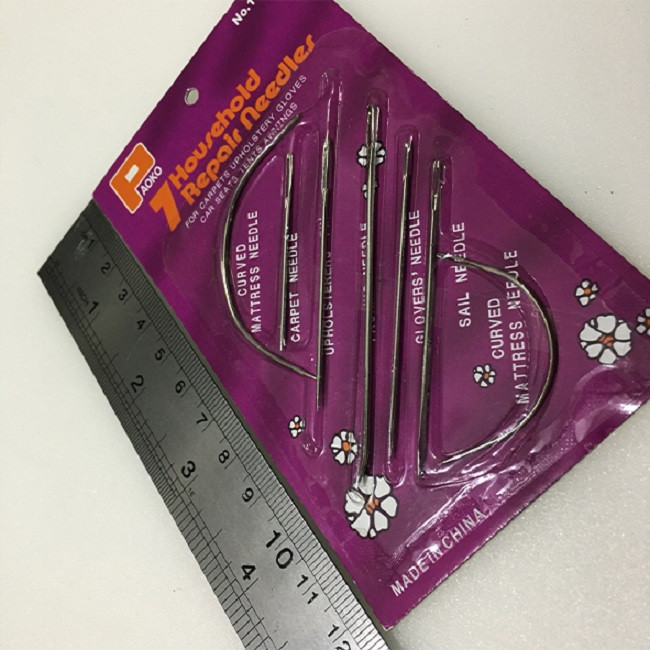 No.1
PAOKO
7 Household
Repair Needles
FOR CARPETS UPHOLSTERY GLOVES
CAR SEATS TENTS AWNINGS
CURVED
MATTRESS NEEDLE
CARPET NEEDLE
GLOVERS' NEEDLE
SAIL NEEDLE
CURVED
MATTRESS NEEDLE
MADE IN CHINA
1 2 3 4 5 6 7 8 9 10 11 12
1 2 3 4